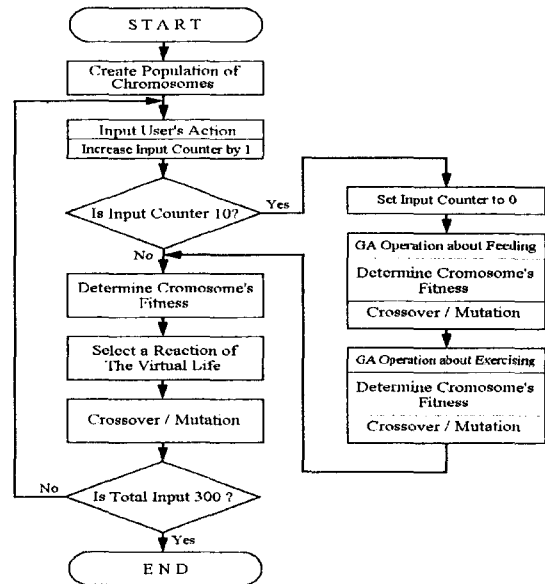 START
Create Population of
Chromosomes
Input User's Action
Increase Input Counter by 1
Is Input Counter 10?
Yes
No
Set Input Counter to 0
GA Operation about Feeding
Determine Cromosome's
Fitness
Crossover / Mutation
GA Operation about Exercising
Determine Cromosome's
Fitness
Crossover / Mutation
Determine Cromosome's
Fitness
Select a Reaction of
The Virtual Life
Crossover / Mutation
Is Total Input 300 ?
No
Yes
END